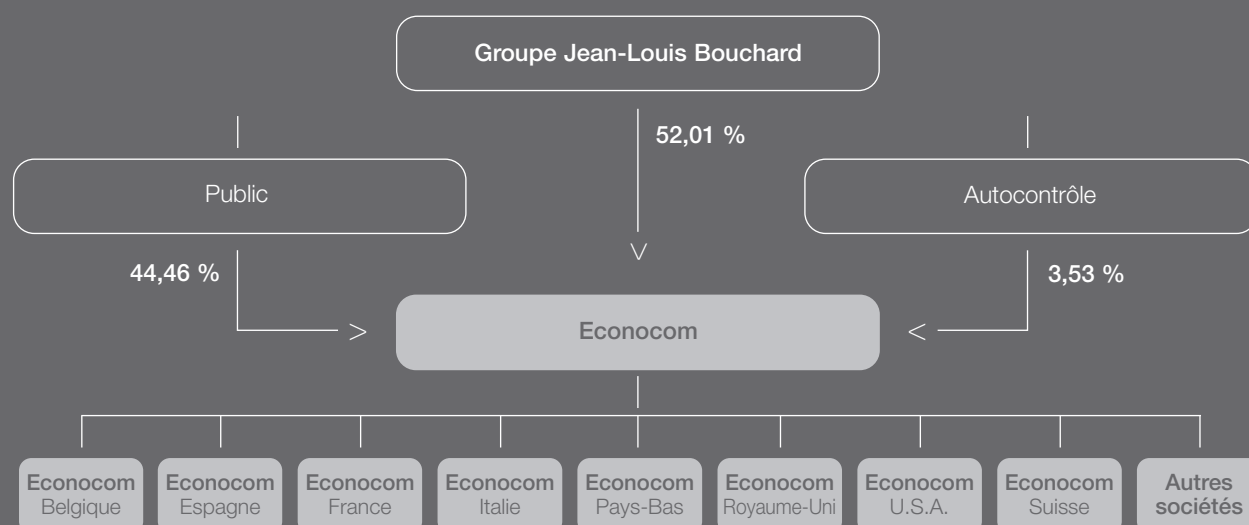 Groupe Jean-Louis Bouchard
52,01 %
Public
Autocontrôle
44,46 %
3,53 %
Econocom
Econocom
Belgique
Econocom
Espagne
Econocom
France
Econocom
Italie
Econocom
Pays-Bas
Econocom
Royaume-Uni
Econocom
U.S.A.
Econocom
Suisse
Autres
sociétés